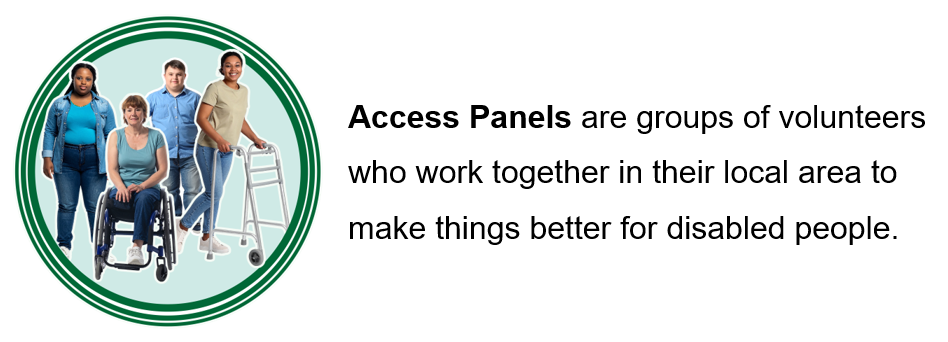 Access Panels are groups of volunteers
who work together in their local area to
make things better for disabled people.